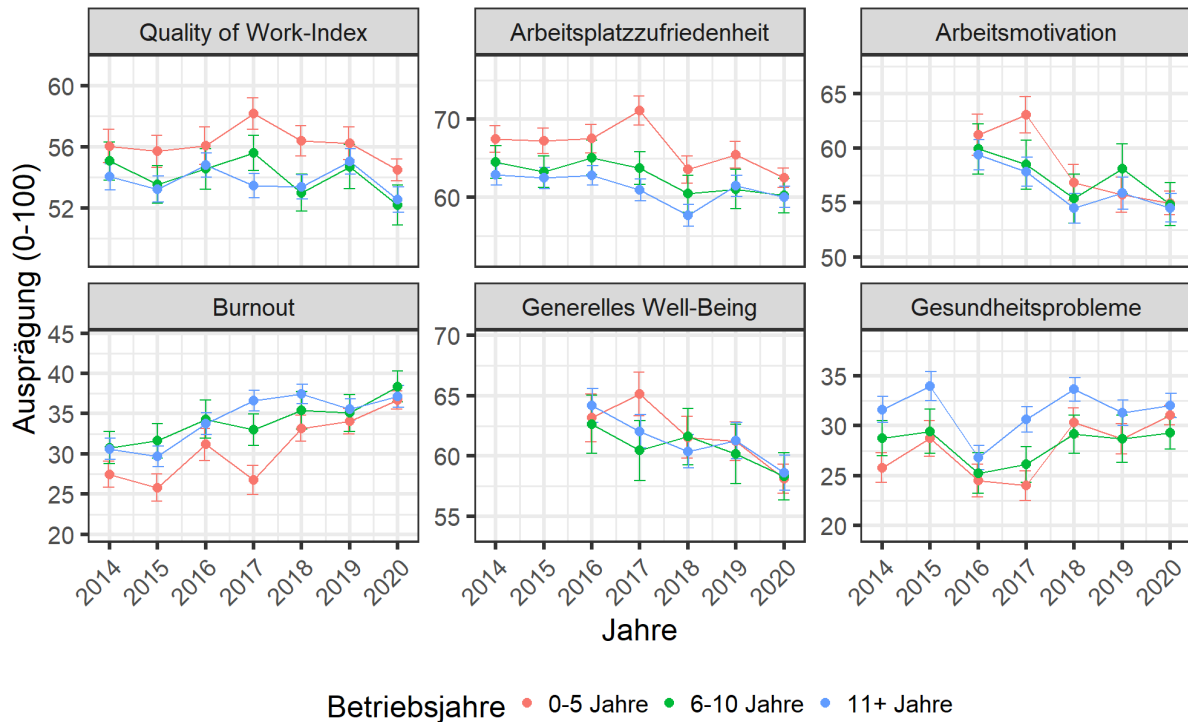 Quality of Work-Index
Arbeitsplatzzufriedenheit
Arbeitsmotivation
60
56
52
70
60
65
60
55
50
Burnout
Generelles Well-Being
Gesundheitsprobleme
45
40
35
30
25
20
70
65
60
55
35
30
25
20
Ausprägung (0-100)
2014 2015 2016 2017 2018 2019 2020
2014 2015 2016 2017 2018 2019 2020
2014 2015 2016 2017 2018 2019 2020
Jahre
Betriebsjahre 0-5 Jahre 6-10 Jahre 11+ Jahre